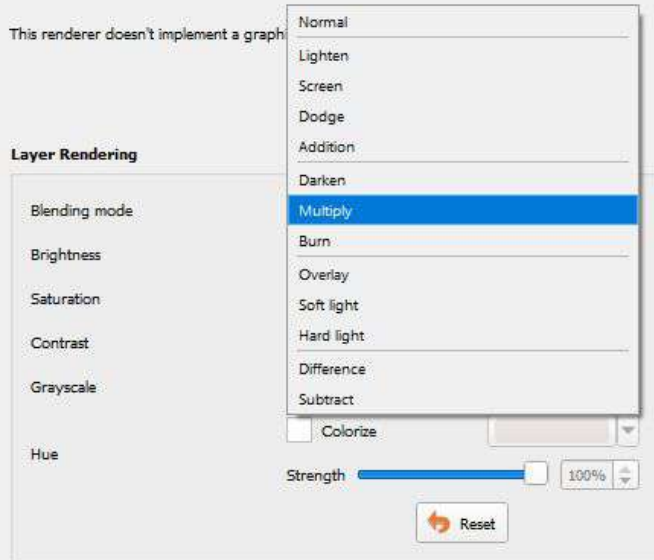 This renderer doesn't implement a graphi
Normal
Lighten
Screen
Dodge
Addition
Layer Rendering
Darken
Blending mode
Multiply
Burn
Brightness
Overlay
Saturation
Soft light
Hard light
Contrast
Difference
Grayscale
Subtract
Colorize
Hue
Strength 100%
Reset